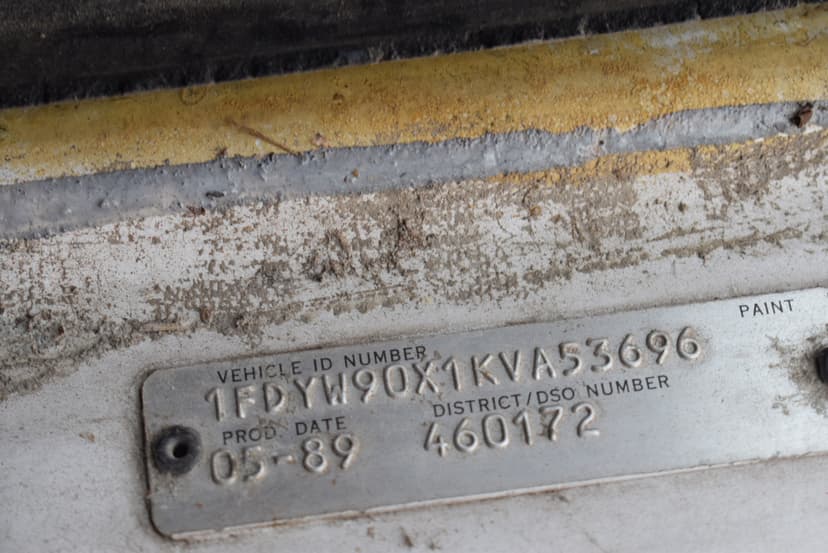 PAINT
VEHICLE ID NUMBER
1FDYW90X1KVA53696
PROD DATE DISTRICT/DSO NUMBER
05-89 460172